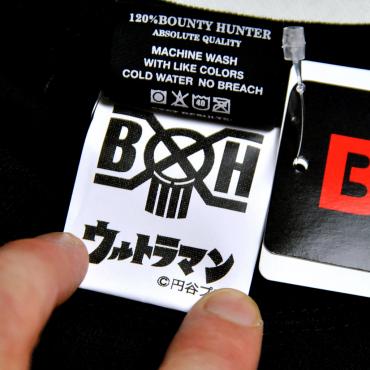 120%BOUNTY HUNTER
ABSOLUTE QUALITY
MACHINE WASH
WITH LIKE COLORS
COLD WATER NO BREACH
40
B H
ウルトラマン
©円谷プ
B